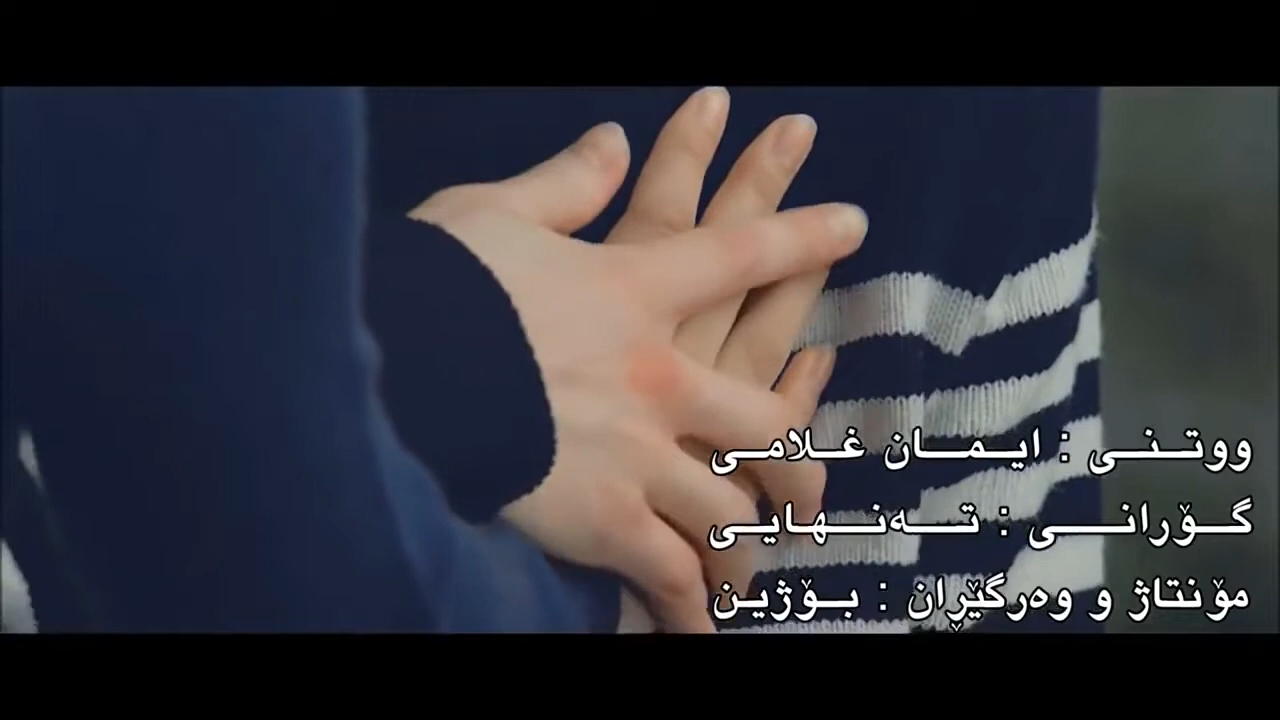 ووتنی : ایمان غلامی
گۆرانی : تەنهایی
مۆنتاژ و وەرگێڕان : بۆژین